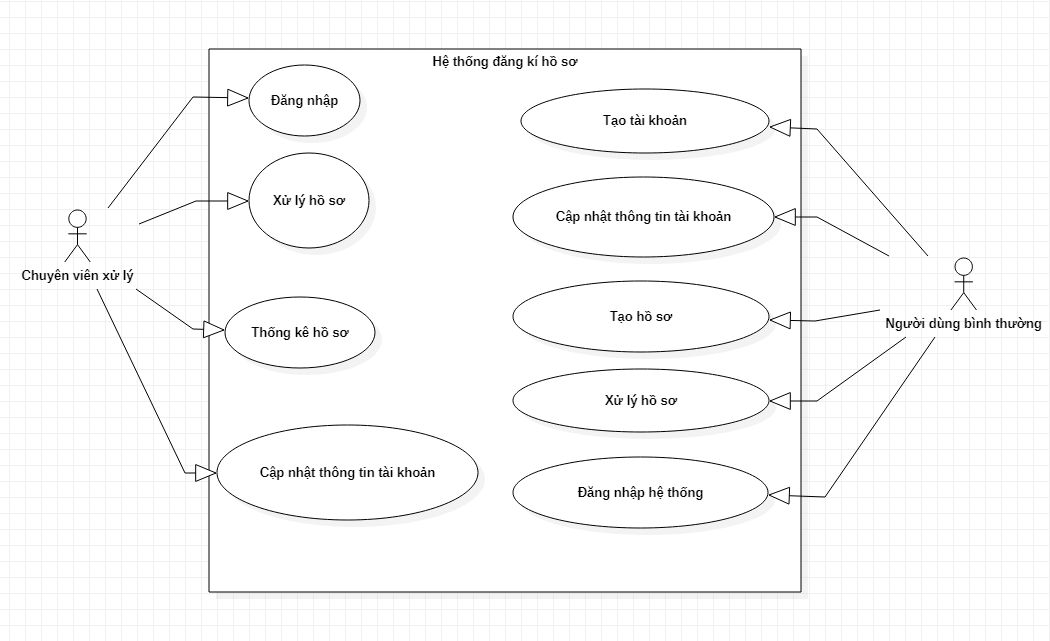 Hệ thống đăng kí hồ sơ
Đăng nhập
Xử lý hồ sơ
Chuyên viên xử lý
Thống kê hồ sơ
Cập nhật thông tin tài khoản
Tạo tài khoản
Cập nhật thông tin tài khoản
Tạo hồ sơ
Xử lý hồ sơ
Đăng nhập hệ thống
Người dùng bình thường